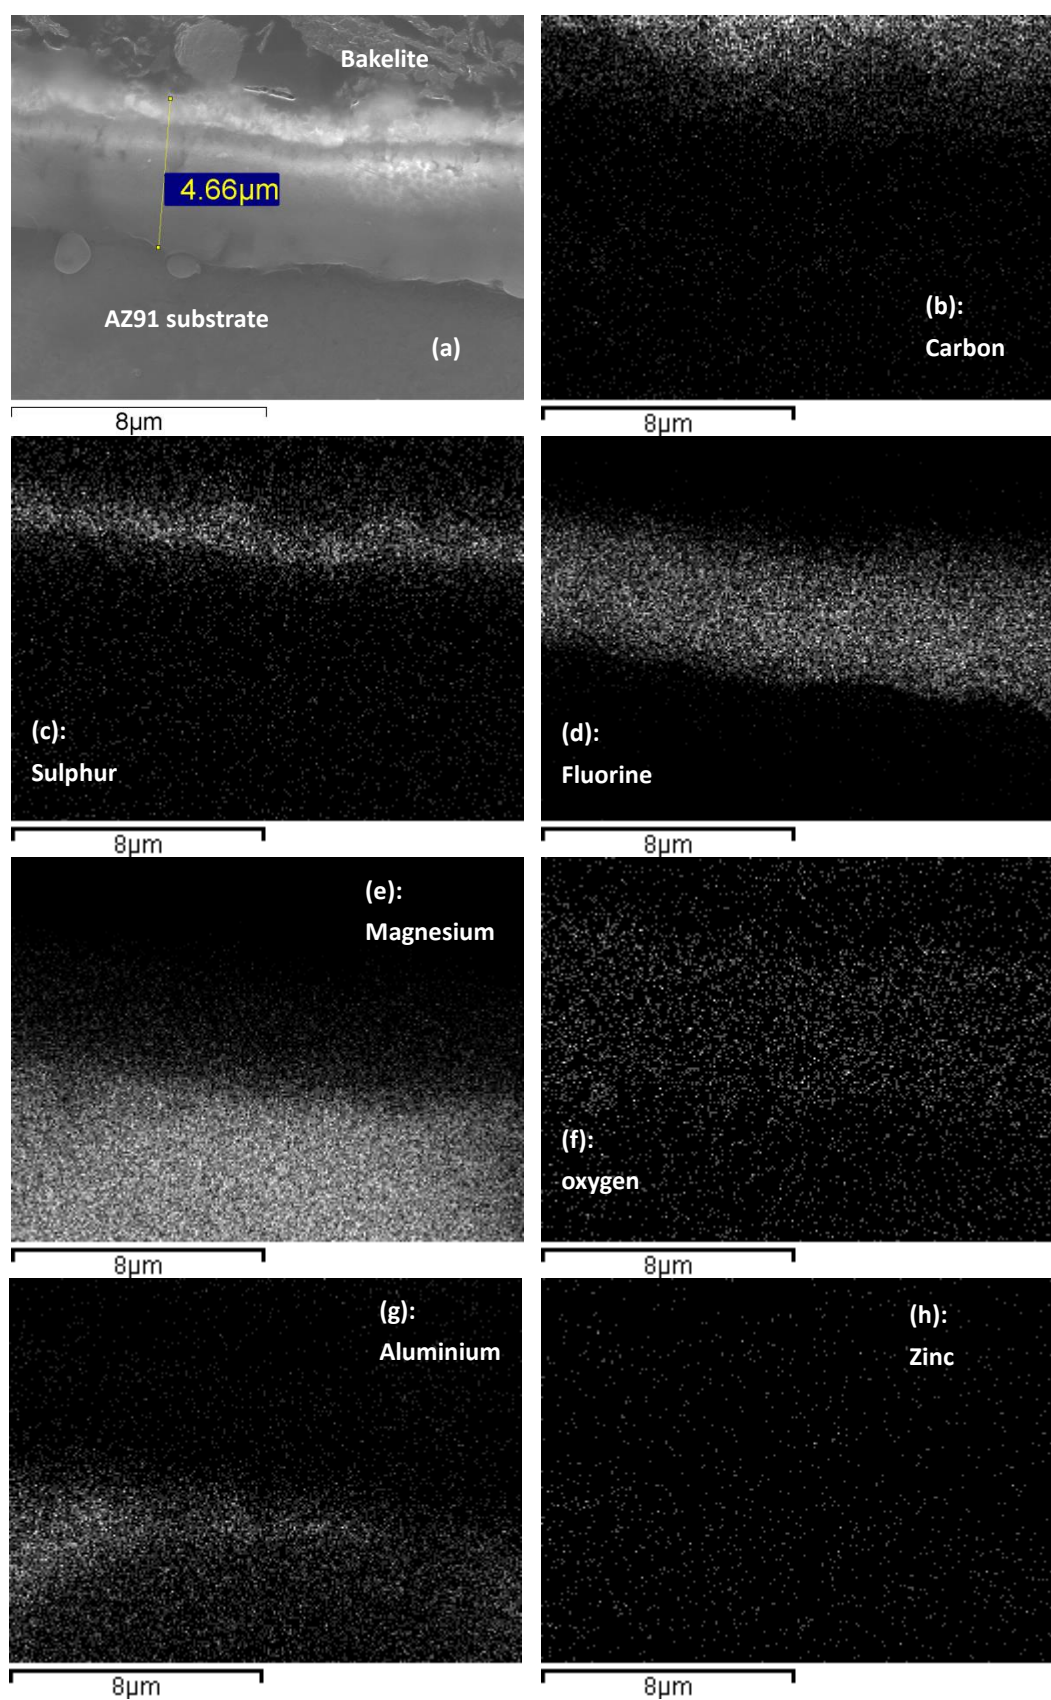 Bakelite
4.66µm
AZ91 substrate
(a)
8µm
(b):
Carbon
8µm
(c):
Sulphur
8µm
(d):
Fluorine
8µm
(e):
Magnesium
8µm
(f):
oxygen
8µm
(g):
Aluminium
8µm
(h):
Zinc
8µm